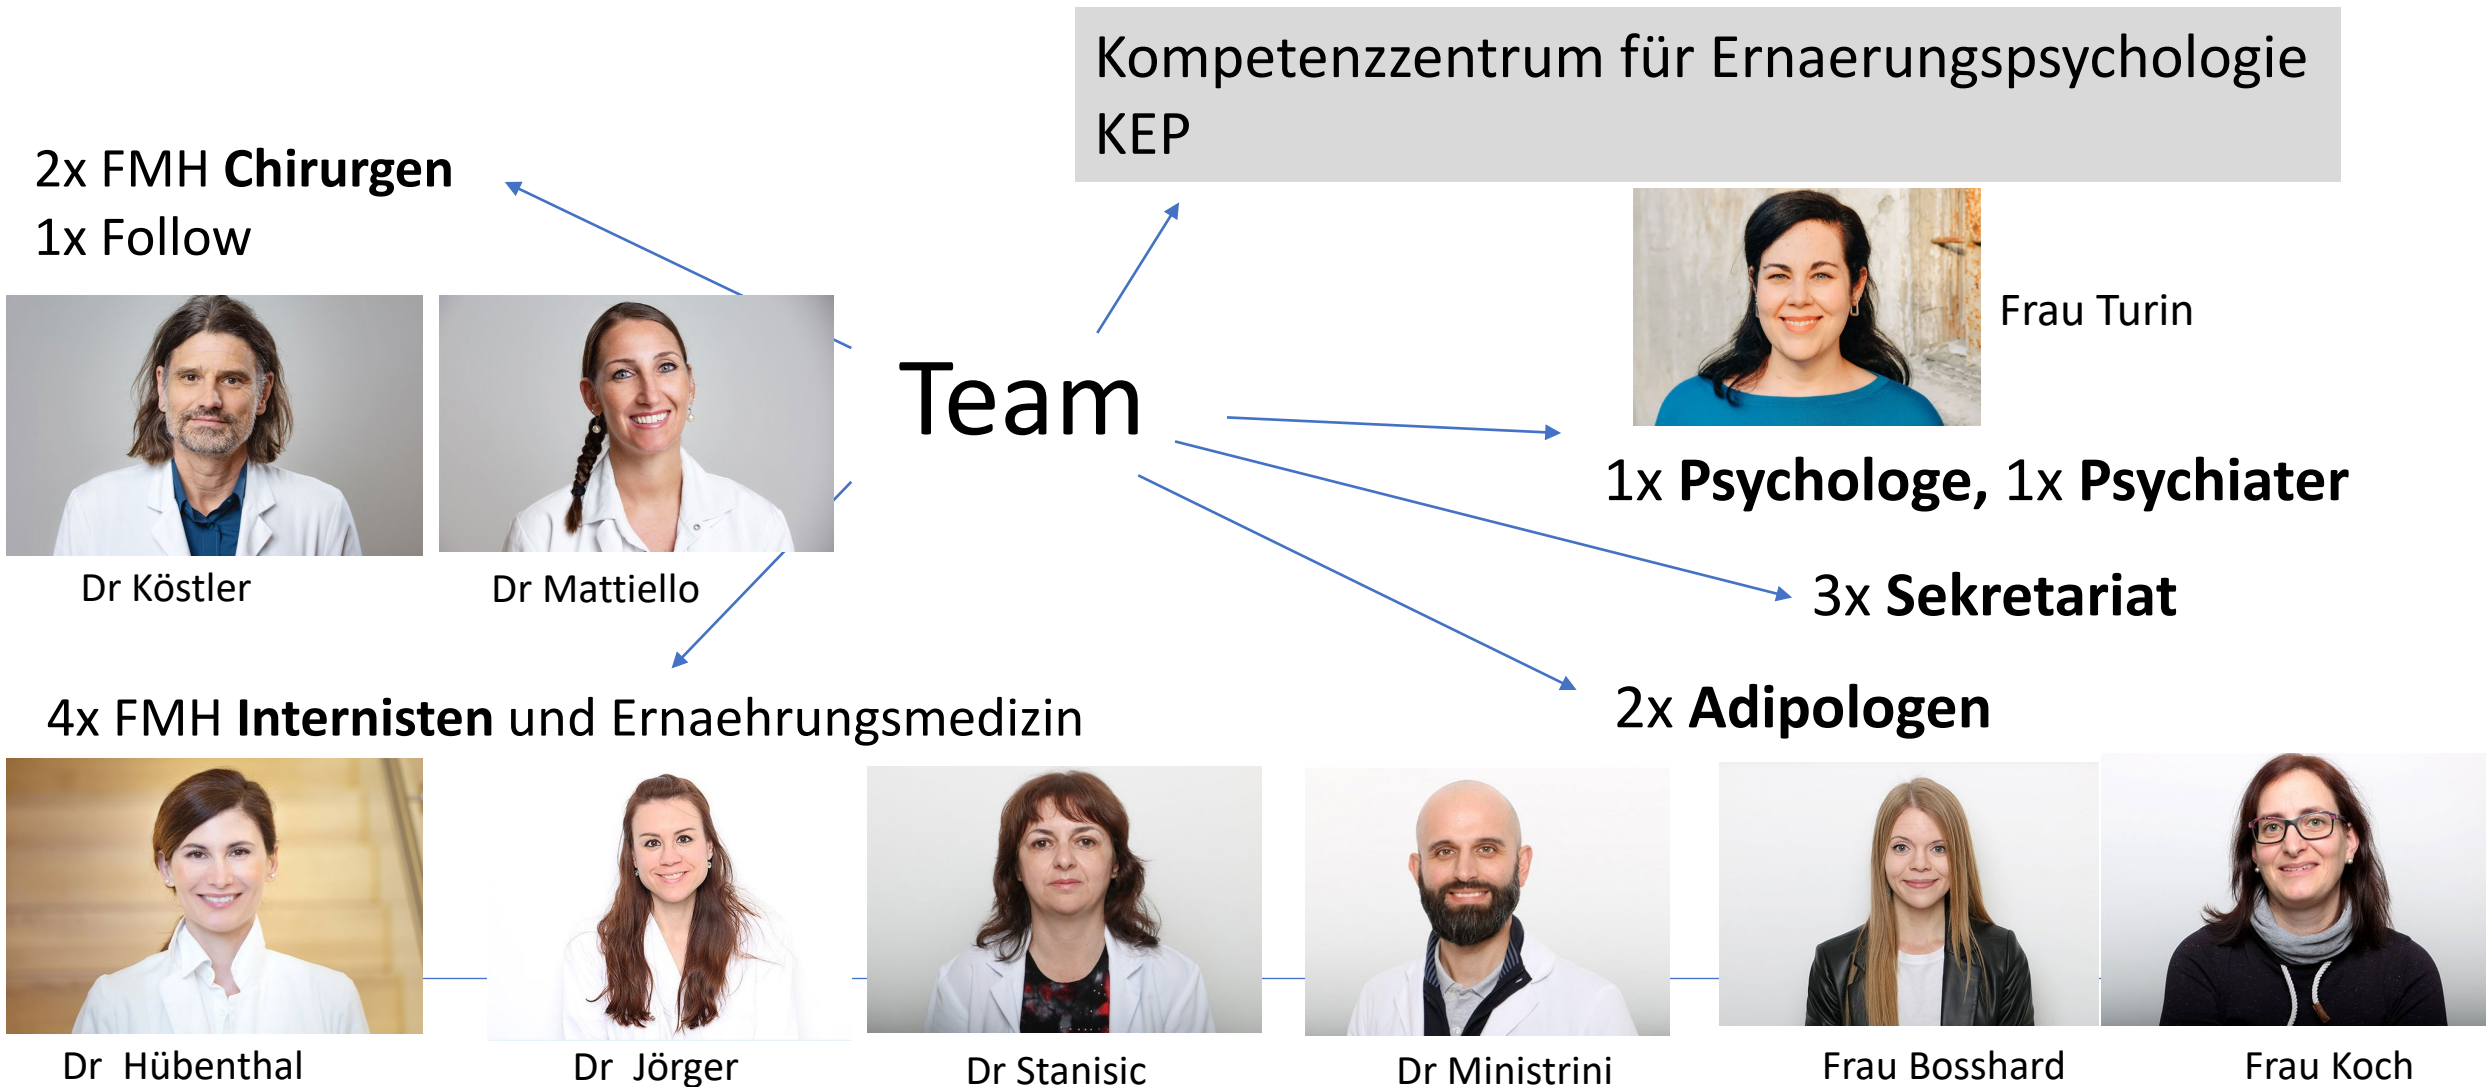 Kompetenzzentrum für Ernaerungspsychologie
KEP
2x FMH Chirurgen
1x Follow
Frau Turin
Team
1x Psychologe, 1x Psychiater
Dr Köstler
Dr Mattiello
3x Sekretariat
4x FMH Internisten und Ernaehrungsmedizin
2x Adipologen
Dr Hübenthal
Dr Jörger
Dr Stanisic
Dr Ministrini
Frau Bosshard
Frau Koch